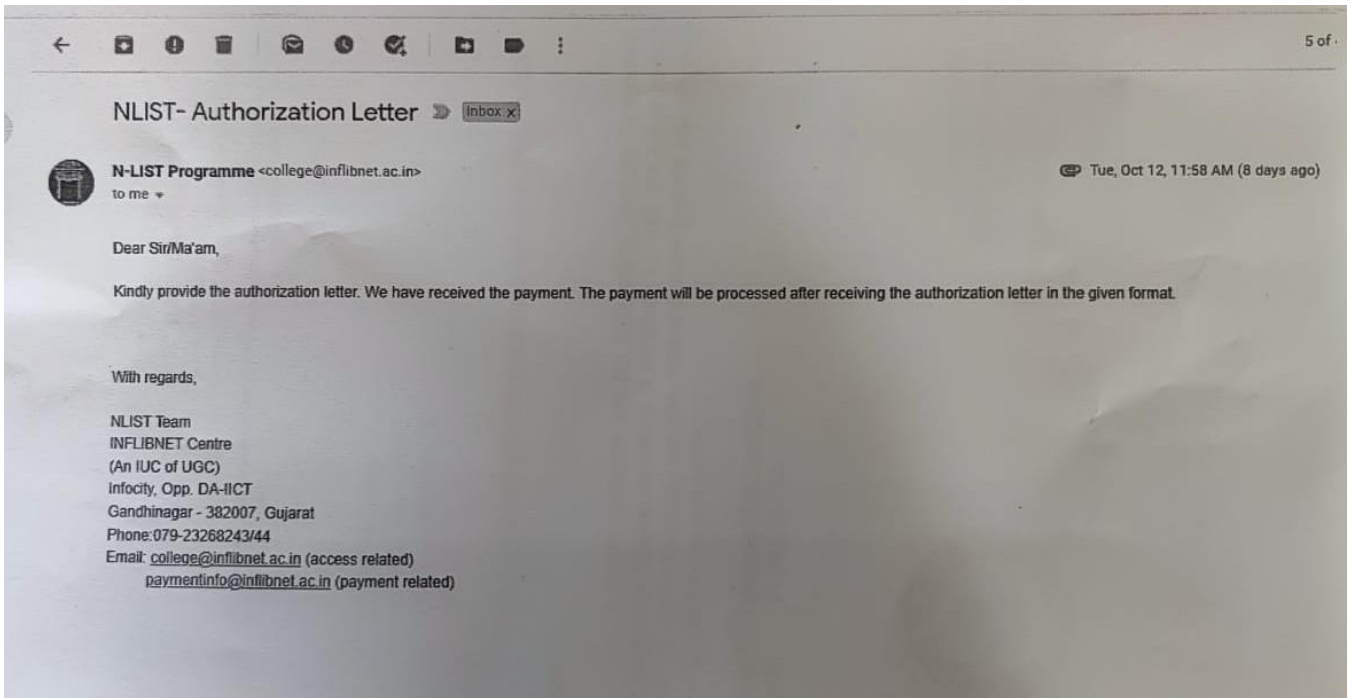 5 of
NLIST- Authorization Letter Inbox x
N-LIST Programme <college@inflibnet.ac.in> Tue, Oct 12, 11:58 AM (8 days ago)
to me
Dear Sir/Ma'am,
Kindly provide the authorization letter. We have received the payment. The payment will be processed after receiving the authorization letter in the given format.
With regards,
NLIST Team
INFLIBNET Centre
(An IUC of UGC)
Infocity, Opp. DA-IICT
Gandhinagar - 382007, Gujarat
Phone:079-23268243/44
Email: college@inflibnet.ac.in (access related)
paymentinfo@inflibnet.ac.in (payment related)